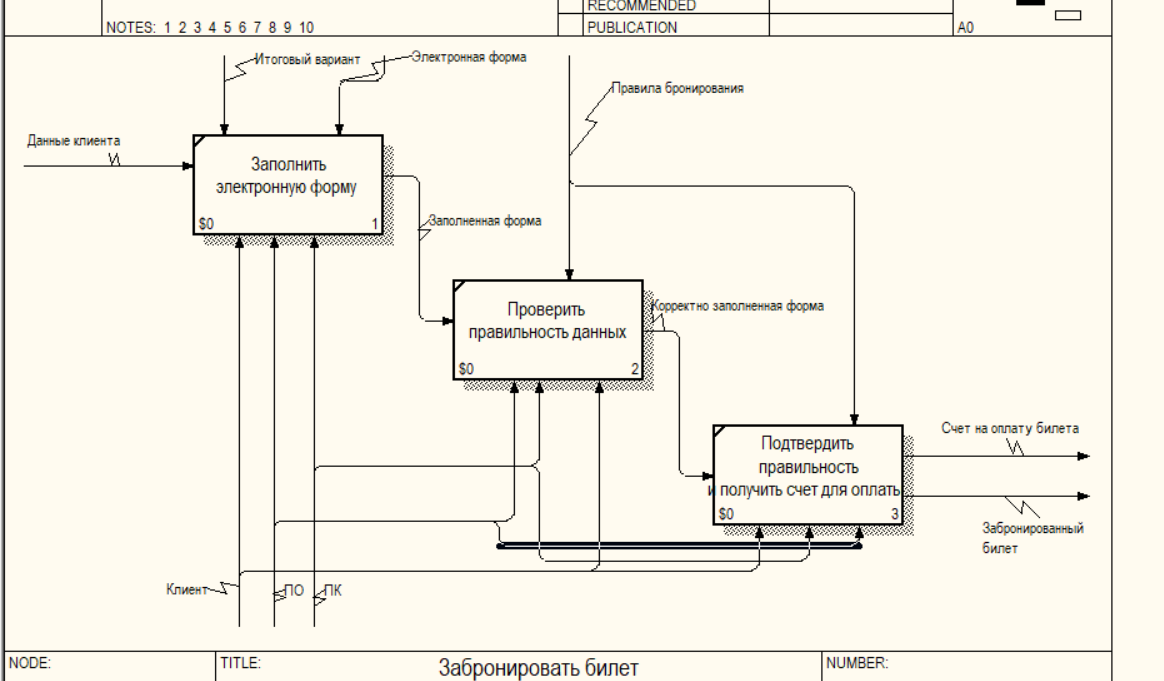 RECOMMENDED
NOTES: 1 2 3 4 5 6 7 8 9 10
PUBLICATION
A0
Итоговый вариант
Электронная форма
Правила бронирования
Данные клиента
Заполнить
электронную форму
$0
1
Заполненная форма
Проверить
правильность данных
$0
2
Корректно заполненная форма
Подтвердить
правильность
и получить счет для оплаты
$0
3
Счет на оплату билета
Забронированный
билет
Клиент
ПО
ПК
NODE:
TITLE:
Забронировать билет
NUMBER: